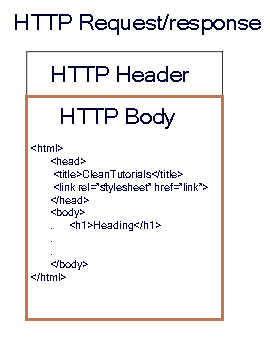 HTTP Request/response
HTTP Header
HTTP Body
<html>
<head>
<title>CleanTutorials</title>
<link rel="stylesheet" href="link">
</head>
<body>
. <h1>Heading</h1>
.
.
</body>
</html>